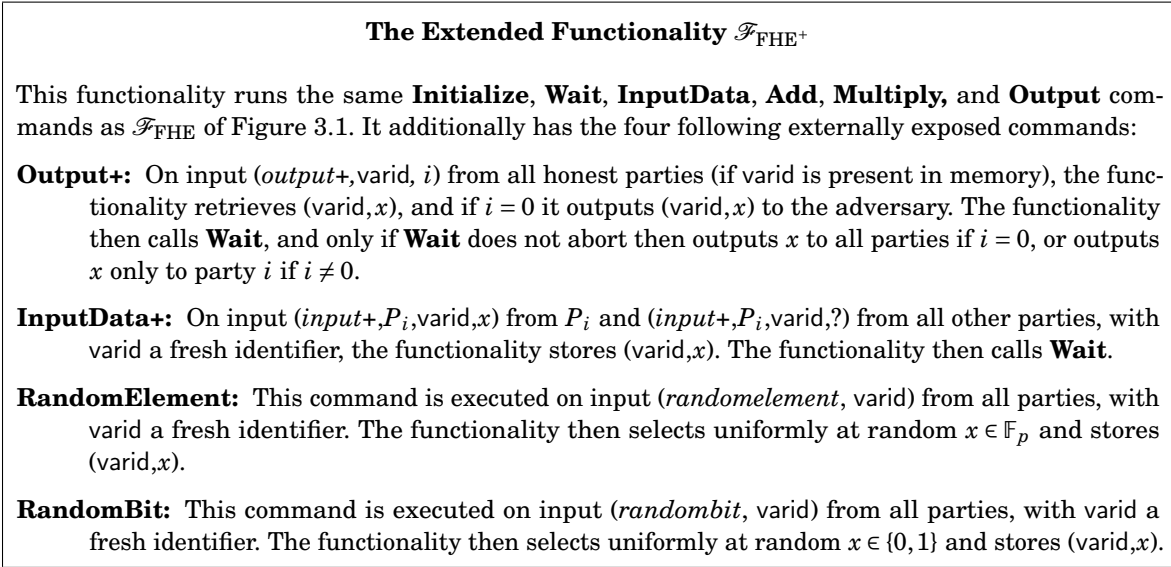 The Extended Functionality ℱ_FHE+
This functionality runs the same Initialize, Wait, InputData, Add, Multiply, and Output com-
mands as ℱ_FHE of Figure 3.1. It additionally has the four following externally exposed commands:
Output+: On input (output+,varid, i) from all honest parties (if varid is present in memory), the func-
tionality retrieves (varid,x), and if i = 0 it outputs (varid,x) to the adversary. The functionality
then calls Wait, and only if Wait does not abort then outputs x to all parties if i = 0, or outputs
x only to party i if i ≠ 0.
InputData+: On input (input+,P_i,varid,x) from P_i and (input+,P_i,varid,?) from all other parties, with
varid a fresh identifier, the functionality stores (varid,x). The functionality then calls Wait.
RandomElement: This command is executed on input (randomelement, varid) from all parties, with
varid a fresh identifier. The functionality then selects uniformly at random x ∈ 𝔽_p and stores
(varid,x).
RandomBit: This command is executed on input (randombit, varid) from all parties, with varid a
fresh identifier. The functionality then selects uniformly at random x ∈ {0,1} and stores (varid,x).